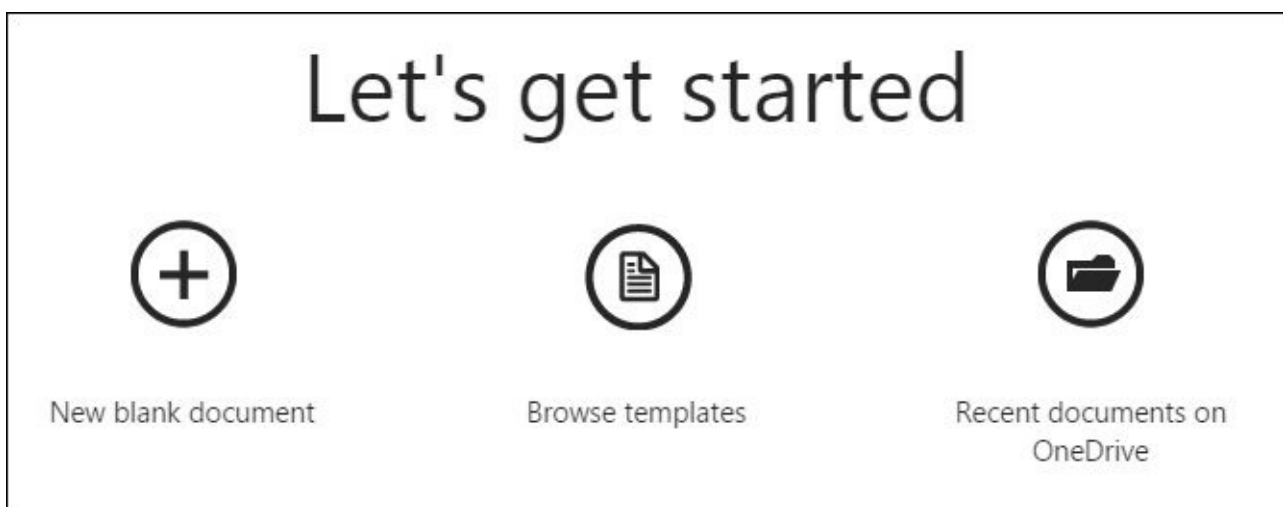 Let's get started
New blank document
Browse templates
Recent documents on
OneDrive